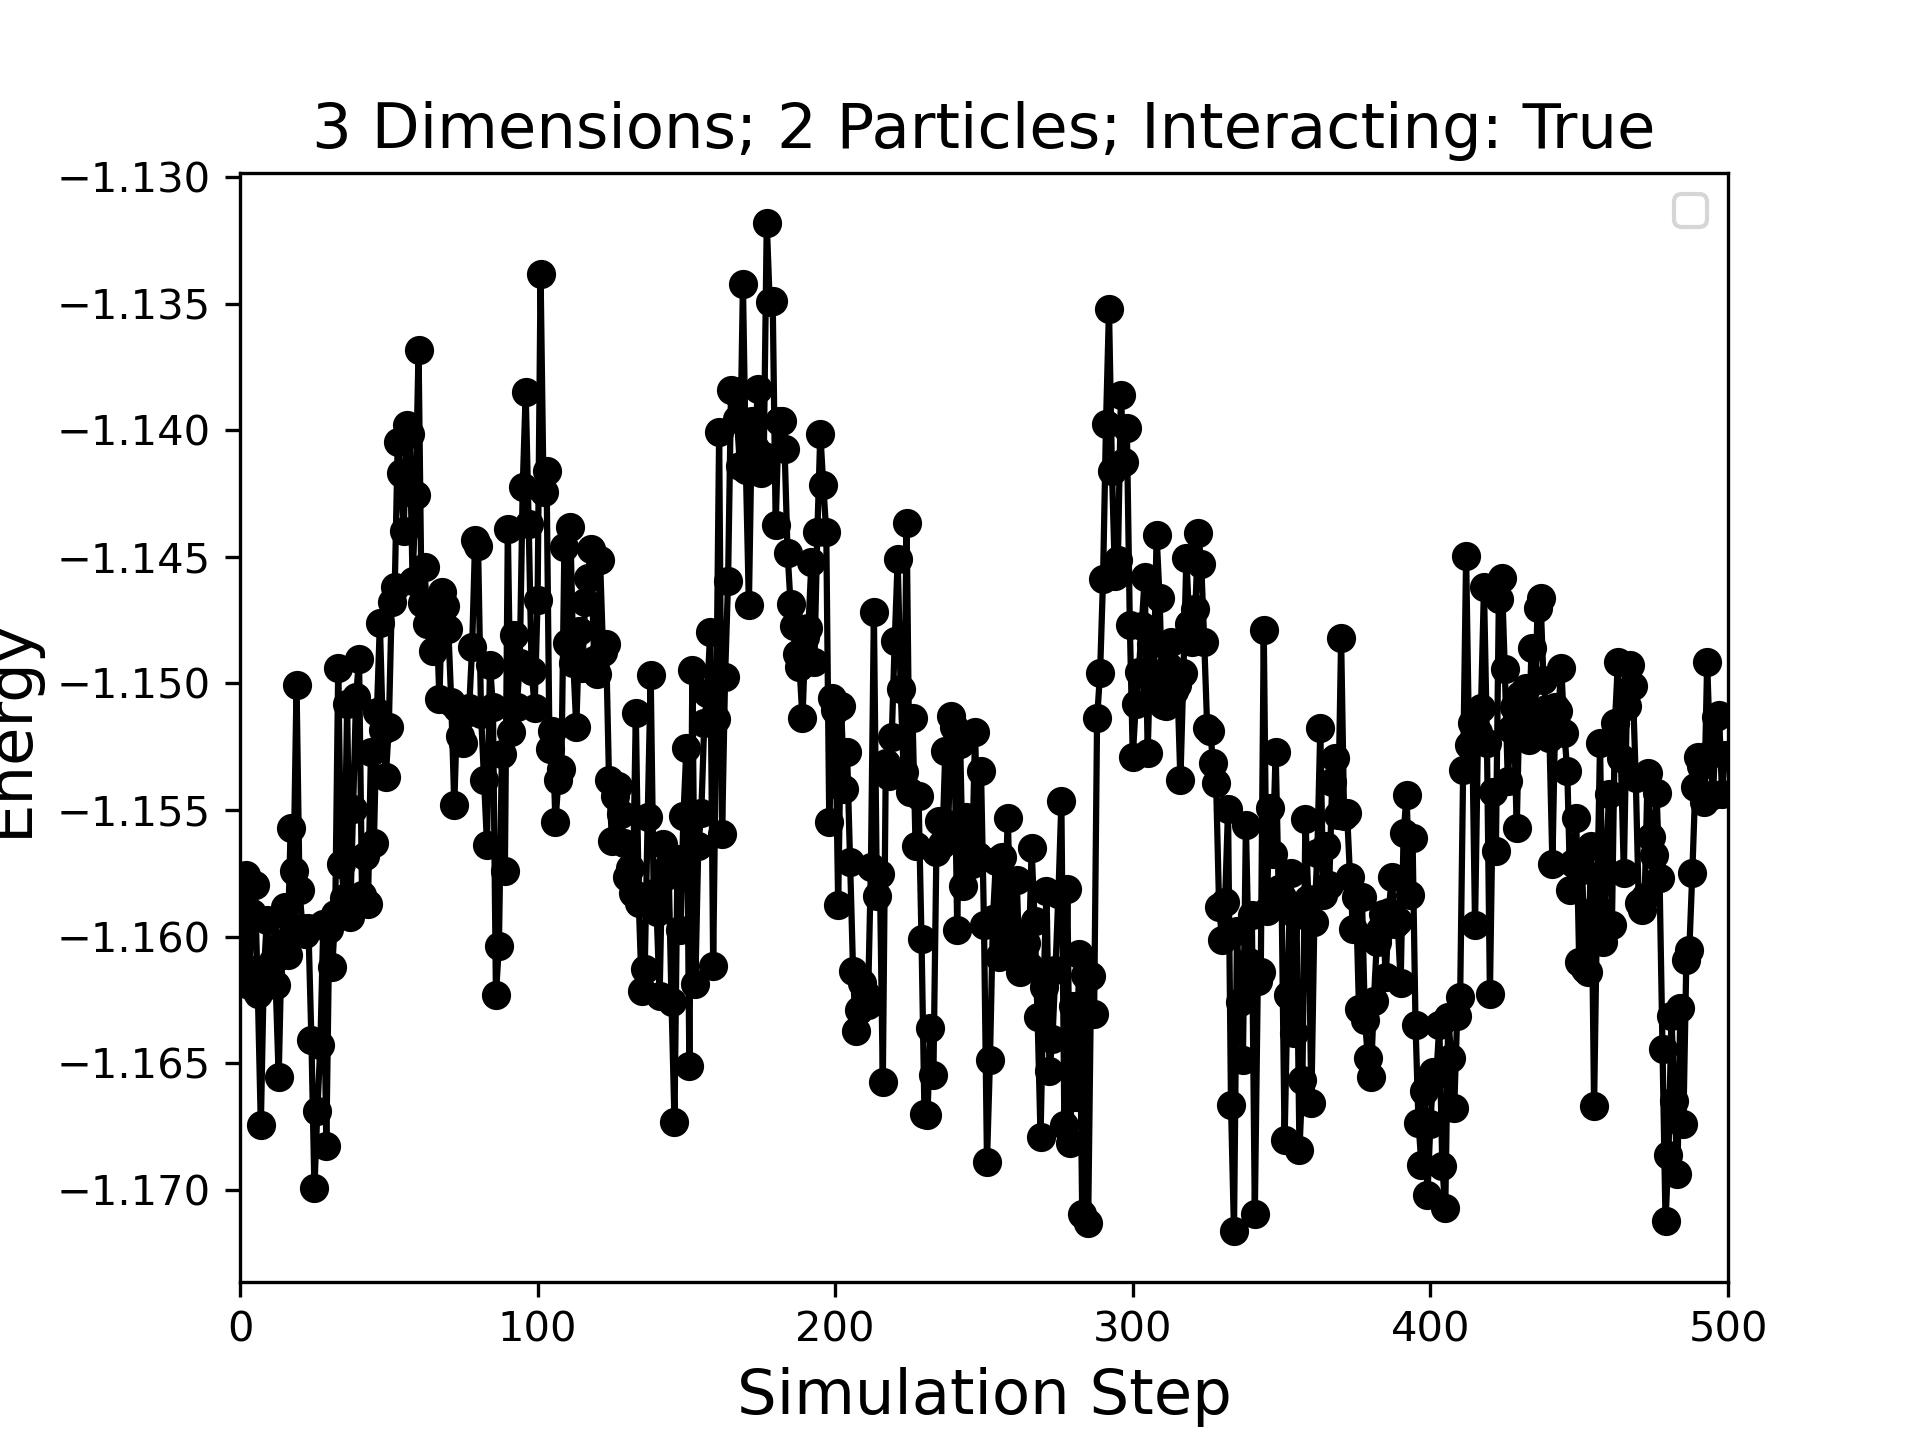 3 Dimensions; 2 Particles; Interacting: True
−1.130
−1.135
−1.140
−1.145
−1.150
−1.155
−1.160
−1.165
−1.170
Energy
0 100 200 300 400 500
Simulation Step